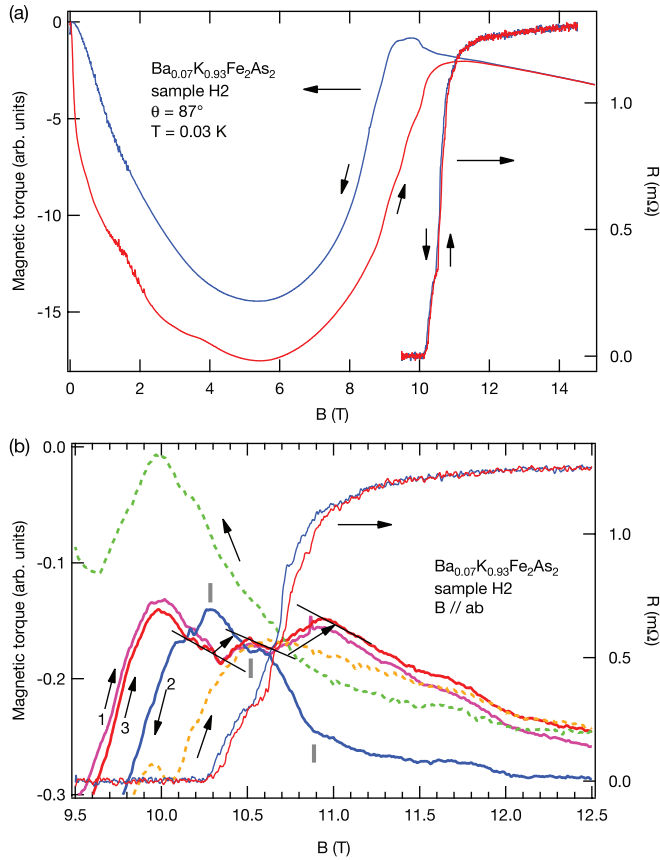 (a)
0
-5
-10
-15
Magnetic torque (arb. units)
Ba0.07K0.93Fe2As2
sample H2
θ = 87°
T = 0.03 K
1.0
0.5
0.0
R (mΩ)
0
2
4
6
8
10
12
14
B (T)
(b)
0.0
-0.1
-0.2
-0.3
Magnetic torque (arb. units)
1
3
2
Ba0.07K0.93Fe2As2
sample H2
B // ab
1.0
0.5
0.0
R (mΩ)
9.5
10.0
10.5
11.0
11.5
12.0
12.5
B (T)